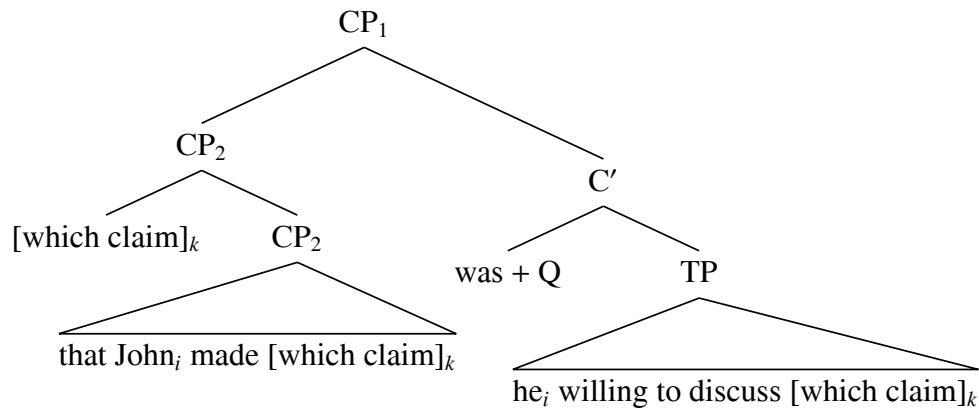 CP₁
CP₂
C′
[which claim]ₖ CP₂
was + Q TP
that Johnᵢ made [which claim]ₖ
heᵢ willing to discuss [which claim]ₖ